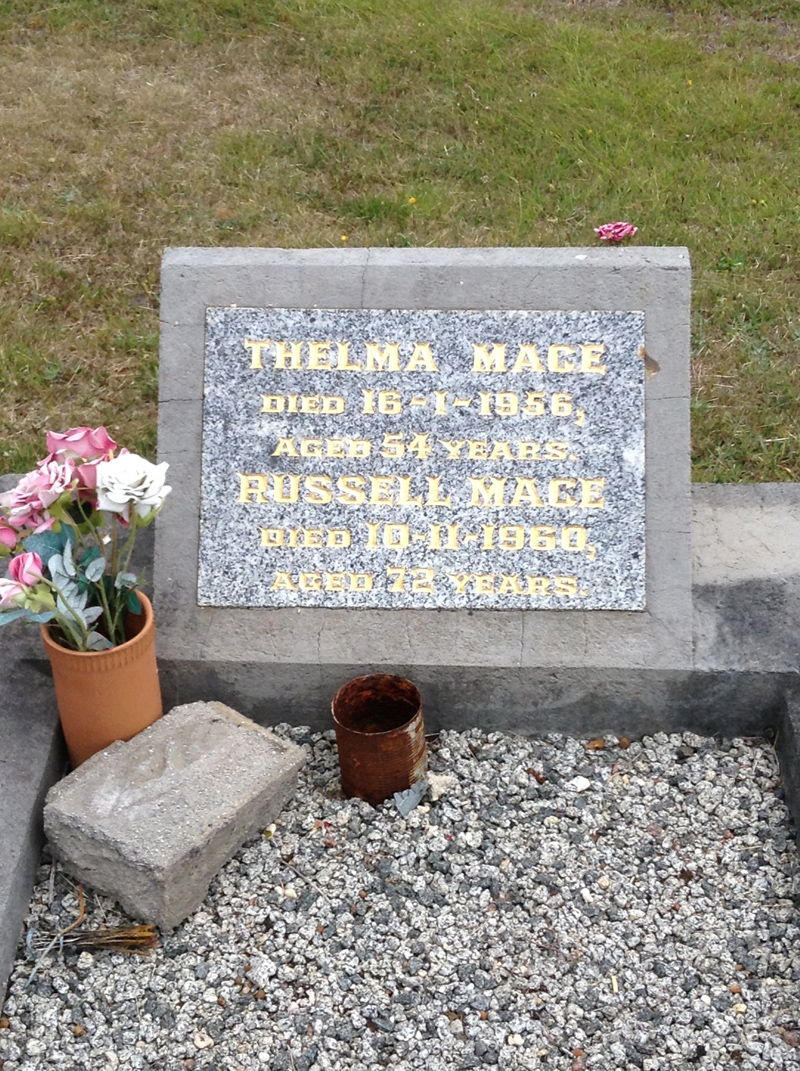 THELMA MACE
DIED 16-1-1956,
AGED 54 YEARS.
RUSSELL MACE
DIED 10-11-1960,
AGED 72 YEARS.